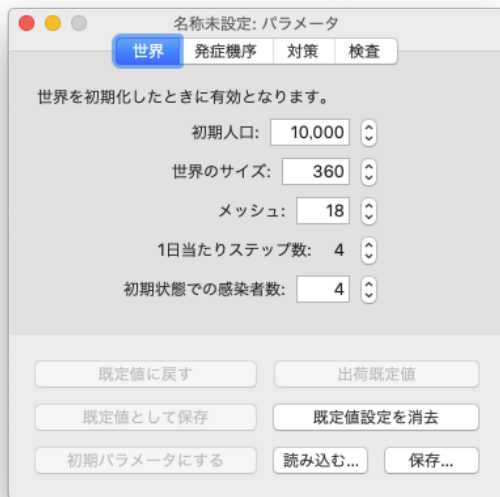 名称未設定: パラメータ
世界 発症機序 対策 検査
世界を初期化したときに有効となります。
初期人口: 10,000
世界のサイズ: 360
メッシュ: 18
1日当たりステップ数: 4
初期状態での感染者数: 4
既定値に戻す 出荷既定値
既定値として保存 既定値設定を消去
初期パラメータにする 読み込む... 保存...